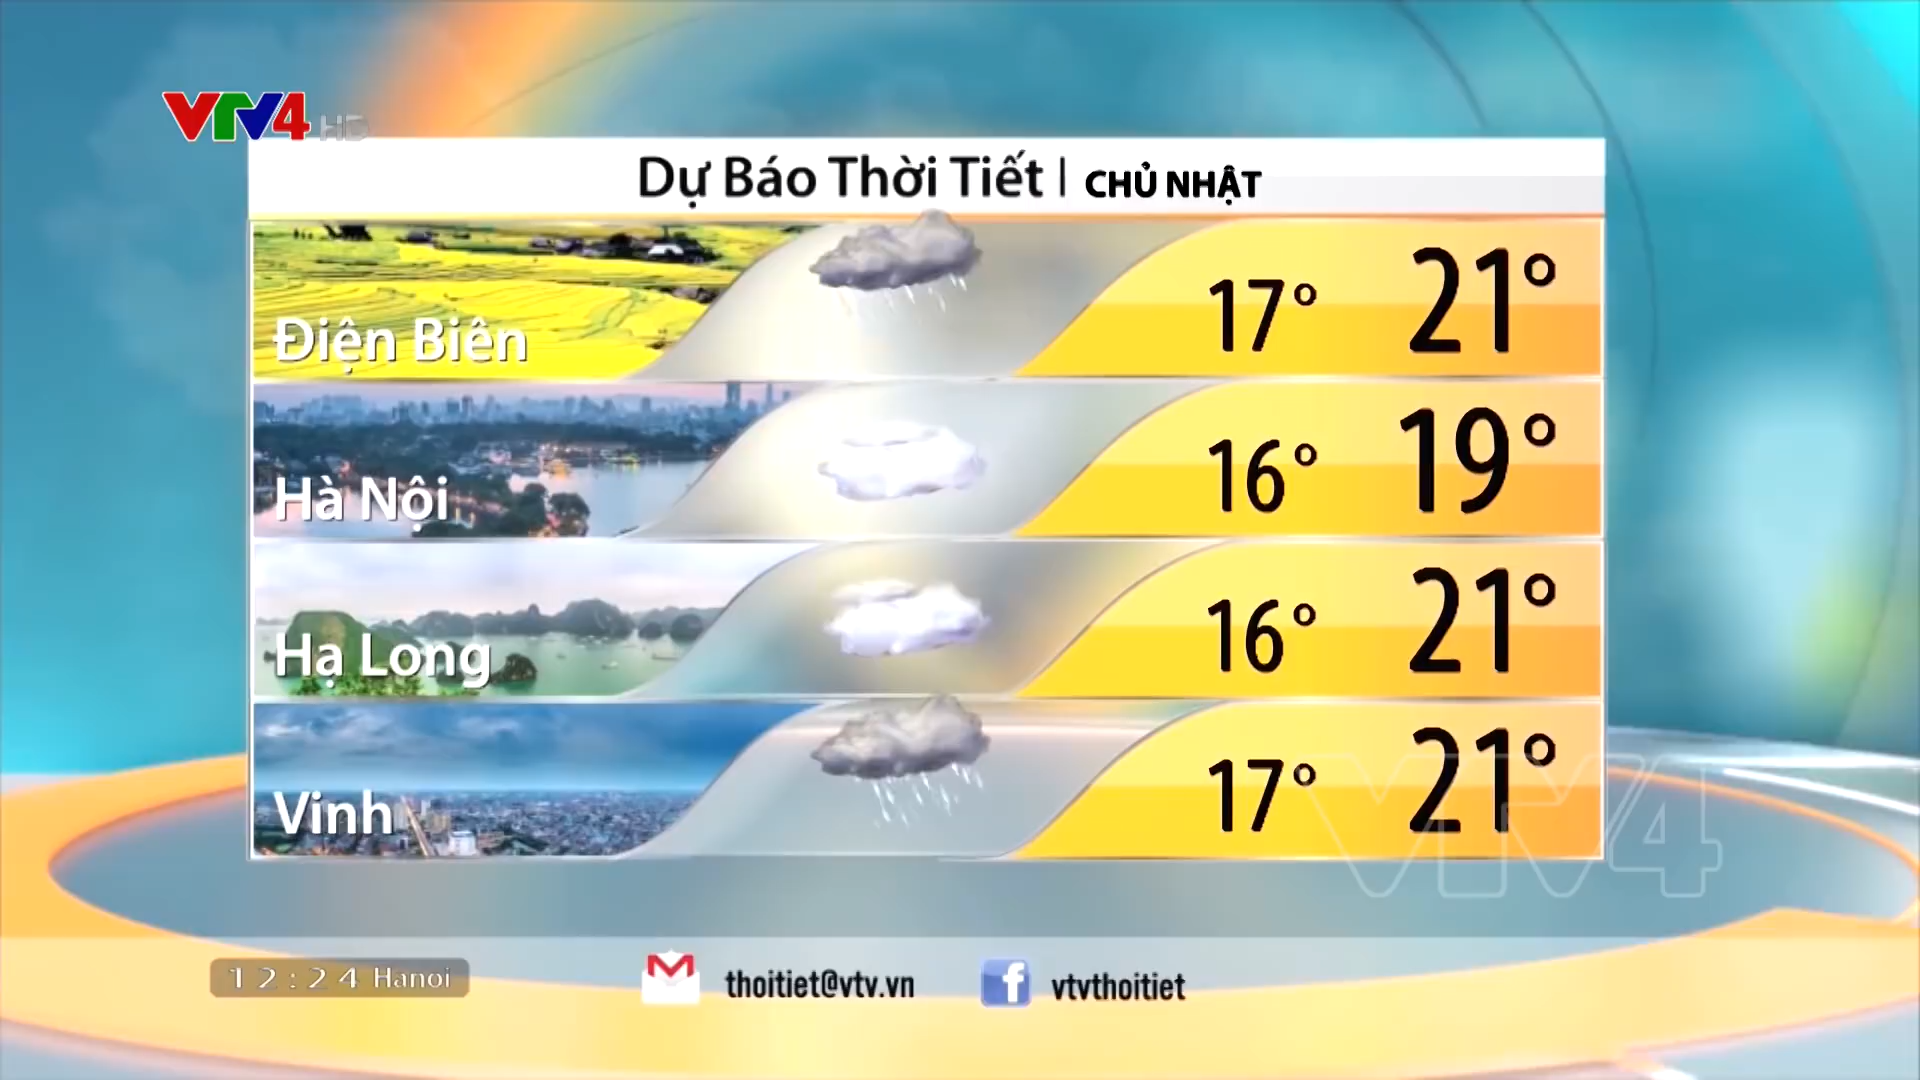 VTV4 HD
Dự Báo Thời Tiết | CHỦ NHẬT
Điện Biên 17° 21°
Hà Nội 16° 19°
Hạ Long 16° 21°
Vinh 17° 21°
VTV4
12:24 Hanoi thoitiet@vtv.vn vtvthoitiet